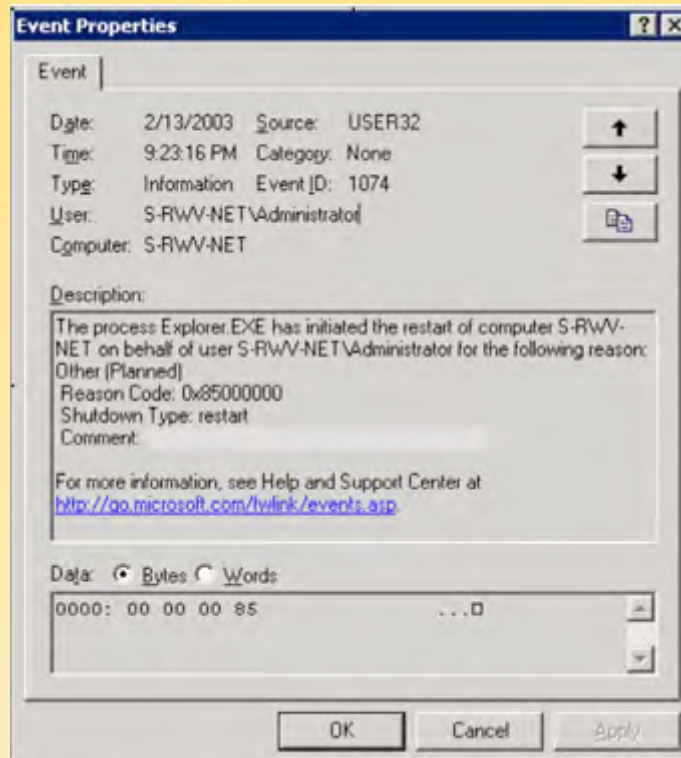 Event Properties
Event
Date: 2/13/2003 Source: USER32
Time: 9:23:16 PM Category: None
Type: Information Event ID: 1074
User: S-RWV-NET\Administrator
Computer: S-RWV-NET
Description:
The process Explorer.EXE has initiated the restart of computer S-RWV-
NET on behalf of user S-RWV-NET\Administrator for the following reason:
Other (Planned)
Reason Code: 0x85000000
Shutdown Type: restart
Comment:
For more information, see Help and Support Center at
http://go.microsoft.com/fwlink/events.asp.
Data: Bytes Words
0000: 00 00 00 85 ...□
OK Cancel Apply